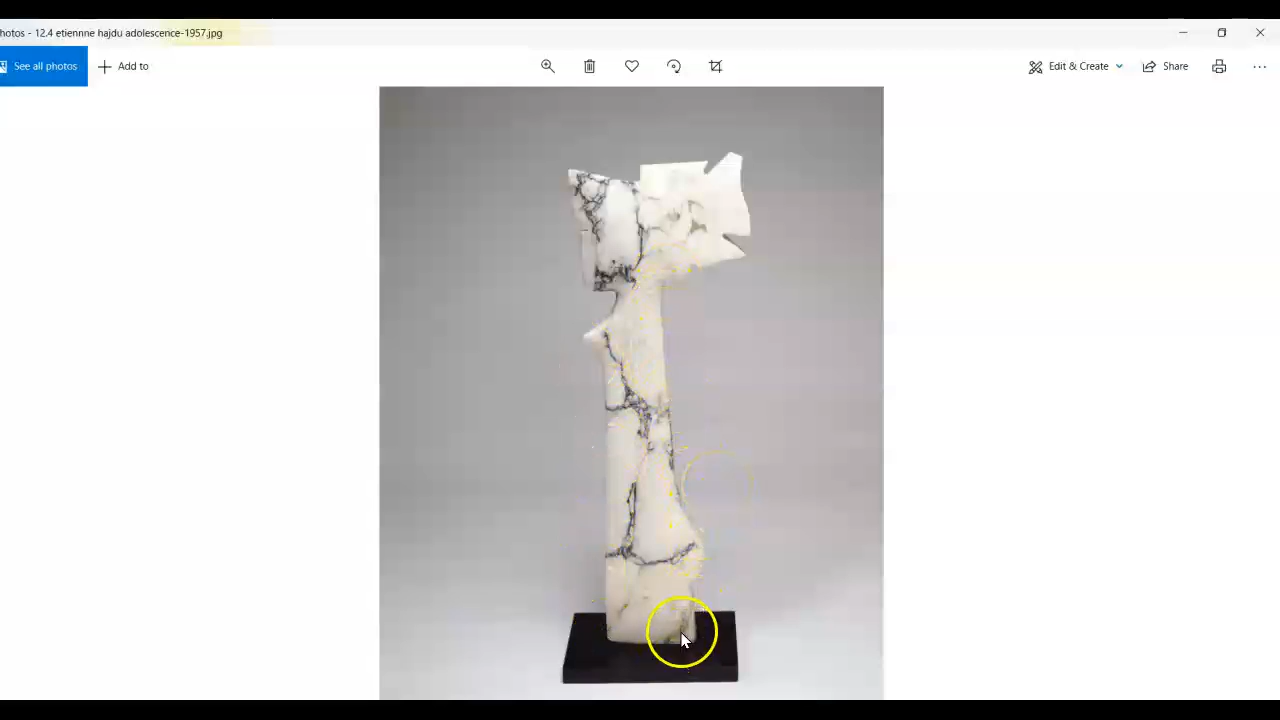 hotos - 12.4 etiennne hajdu adolescence-1957.jpg
See all photos
Add to
Edit & Create
Share